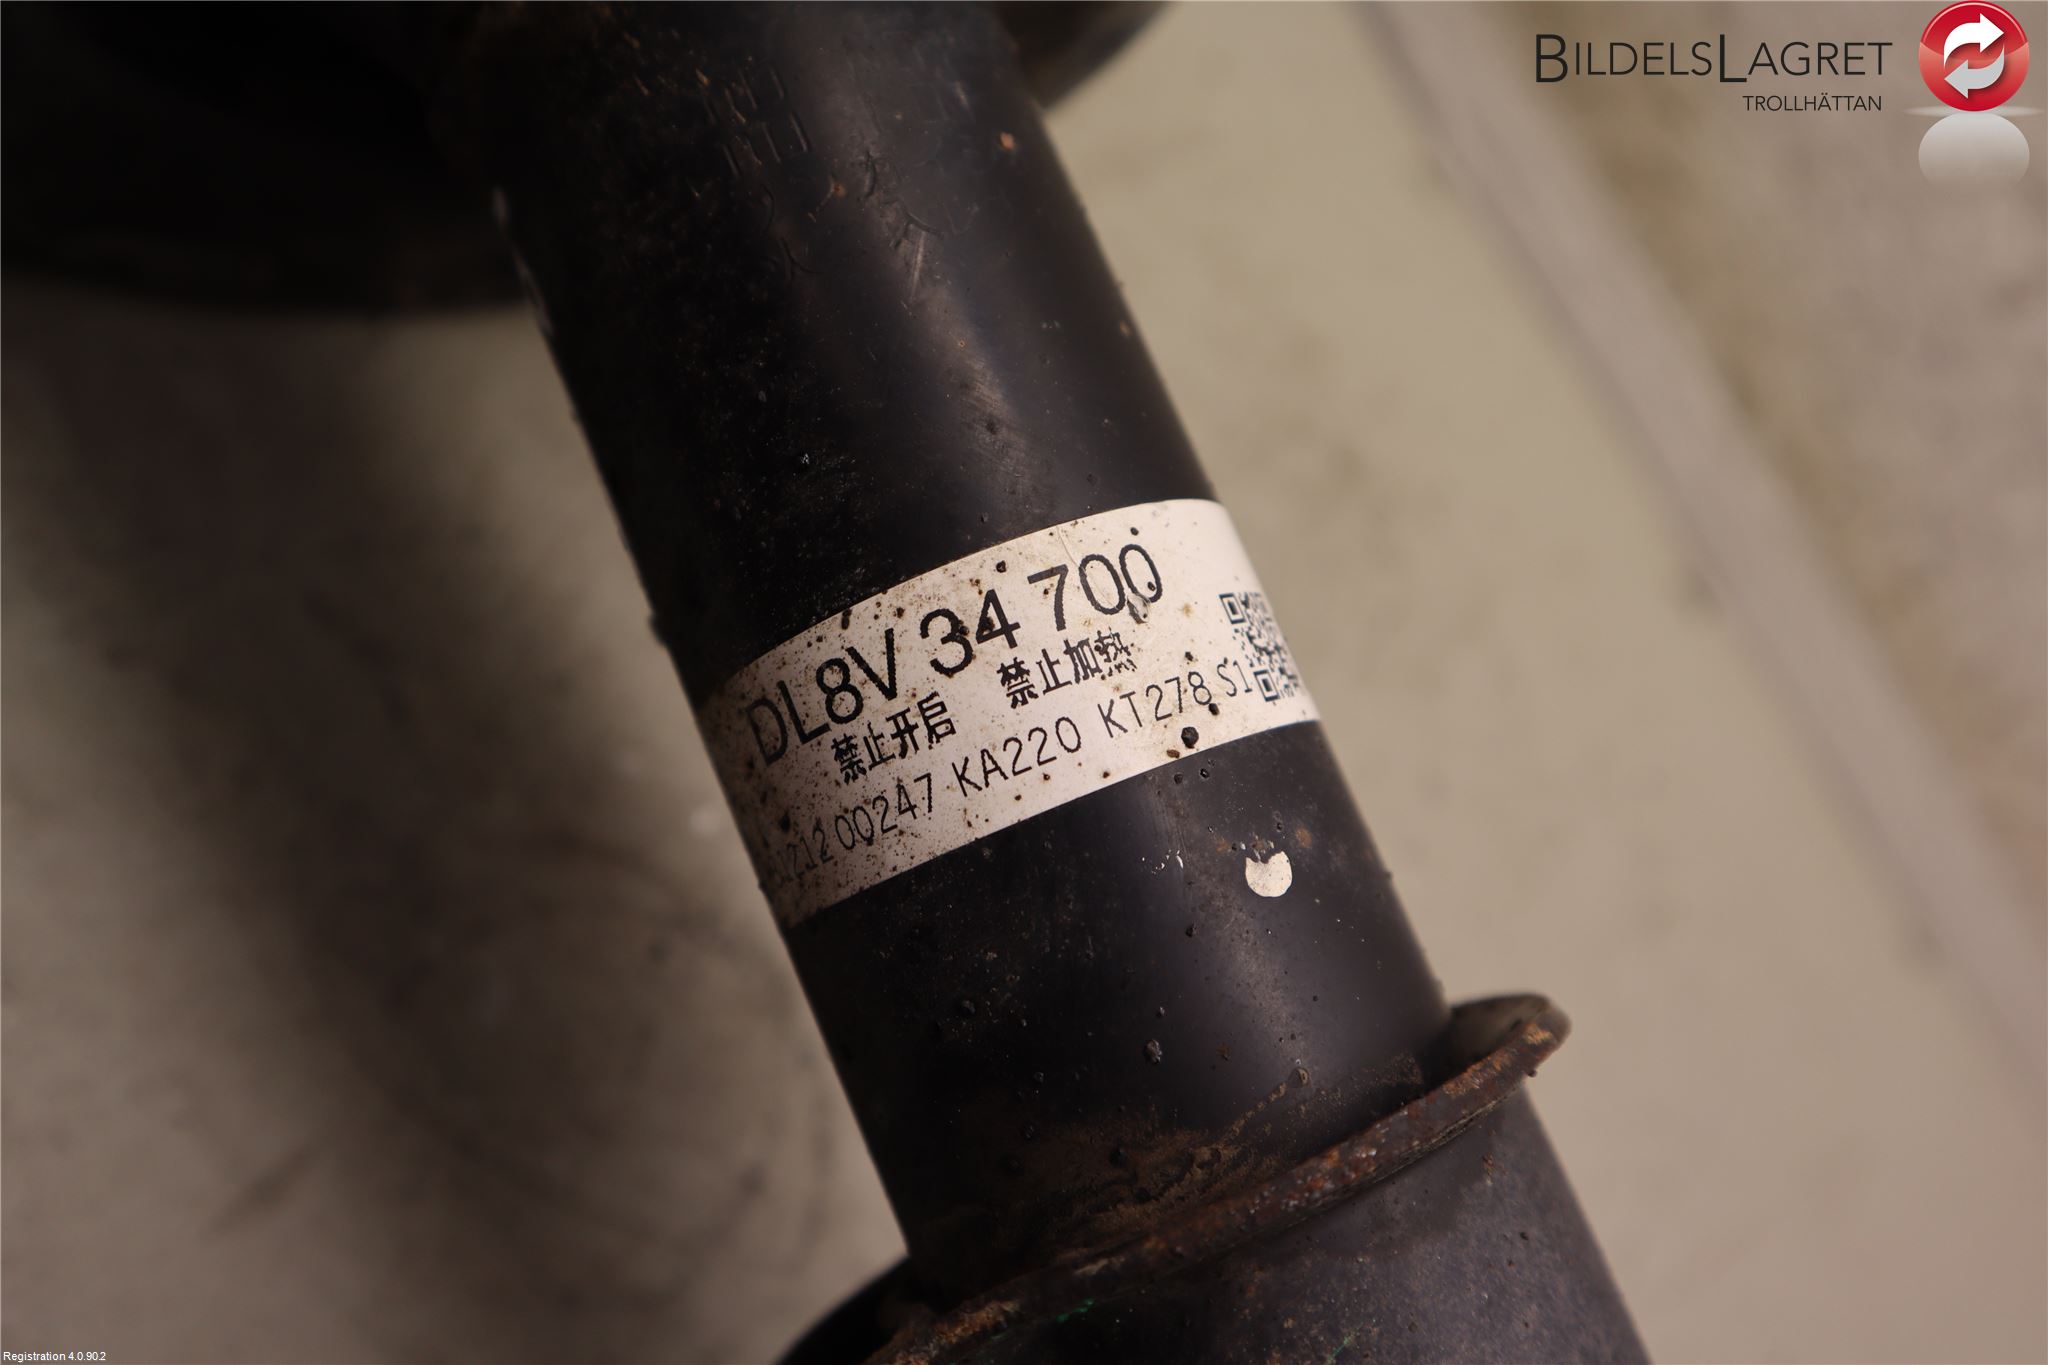 BILDELSLAGRET
TROLLHÄTTAN
DL8V 34 700
禁止开启 禁止加热
1212 00247 KA220 KT278 S1
Registration 4.0.90.2